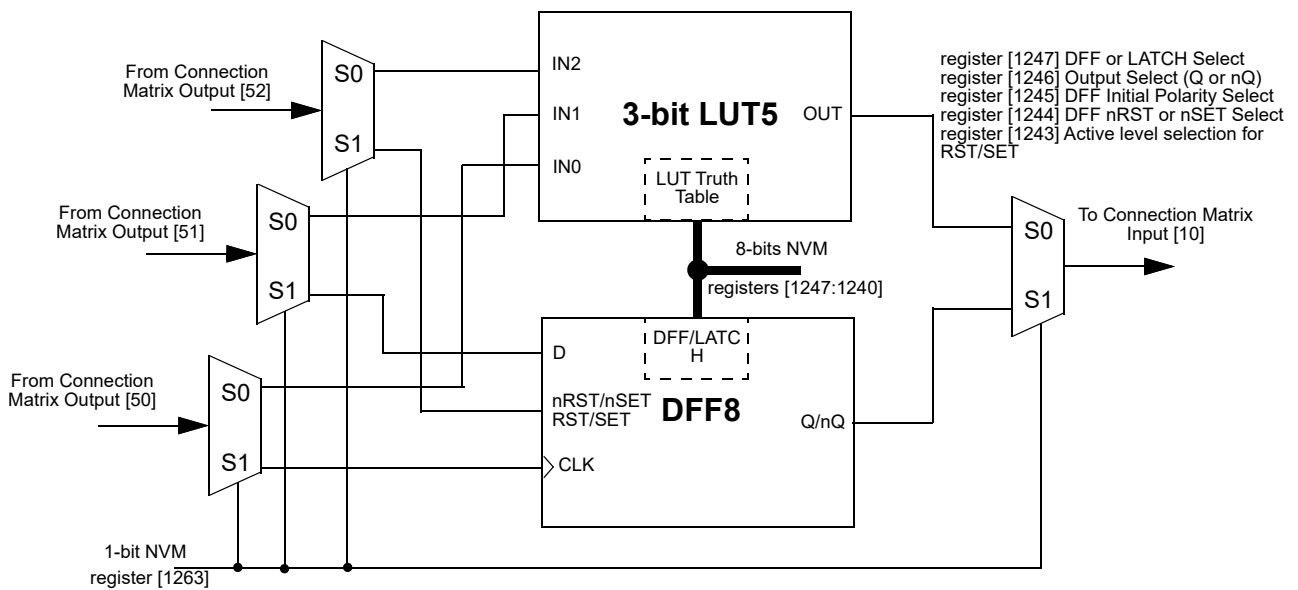 From Connection
Matrix Output [52]
S0
S1
IN2
IN1
IN0
3-bit LUT5
OUT
LUT Truth
Table
register [1247] DFF or LATCH Select
register [1246] Output Select (Q or nQ)
register [1245] DFF Initial Polarity Select
register [1244] DFF nRST or nSET Select
register [1243] Active level selection for
RST/SET
From Connection
Matrix Output [51]
S0
S1
8-bits NVM
registers [1247:1240]
S0
S1
To Connection Matrix
Input [10]
From Connection
Matrix Output [50]
S0
S1
DFF/LATC
H
D
nRST/nSET
RST/SET
CLK
DFF8
Q/nQ
1-bit NVM
register [1263]